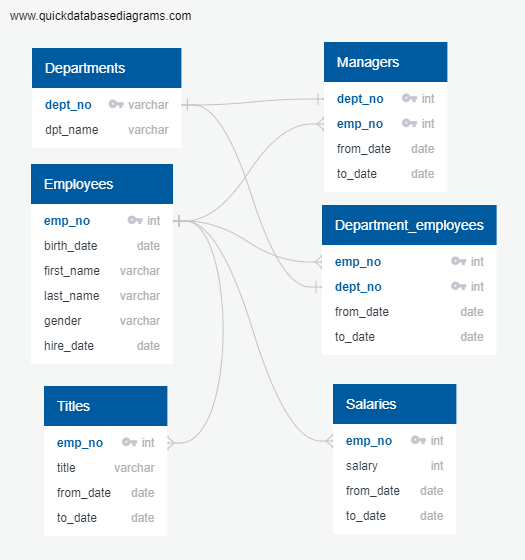 www.quickdatabasediagrams.com
Departments
dept_no varchar
dpt_name varchar
Employees
emp_no int
birth_date date
first_name varchar
last_name varchar
gender varchar
hire_date date
Titles
emp_no int
title varchar
from_date date
to_date date
Managers
dept_no int
emp_no int
from_date date
to_date date
Department_employees
emp_no int
dept_no int
from_date date
to_date date
Salaries
emp_no int
salary int
from_date date
to_date date